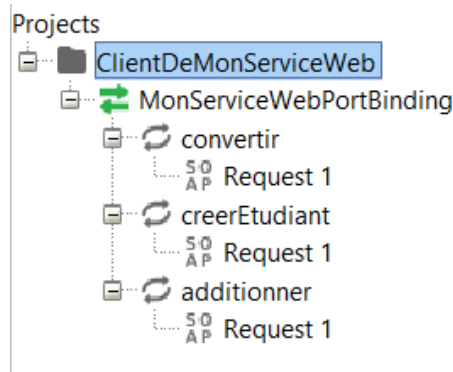 Projects
ClientDeMonServiceWeb
MonServiceWebPortBinding
convertir
SOAP Request 1
creerEtudiant
SOAP Request 1
additionner
SOAP Request 1